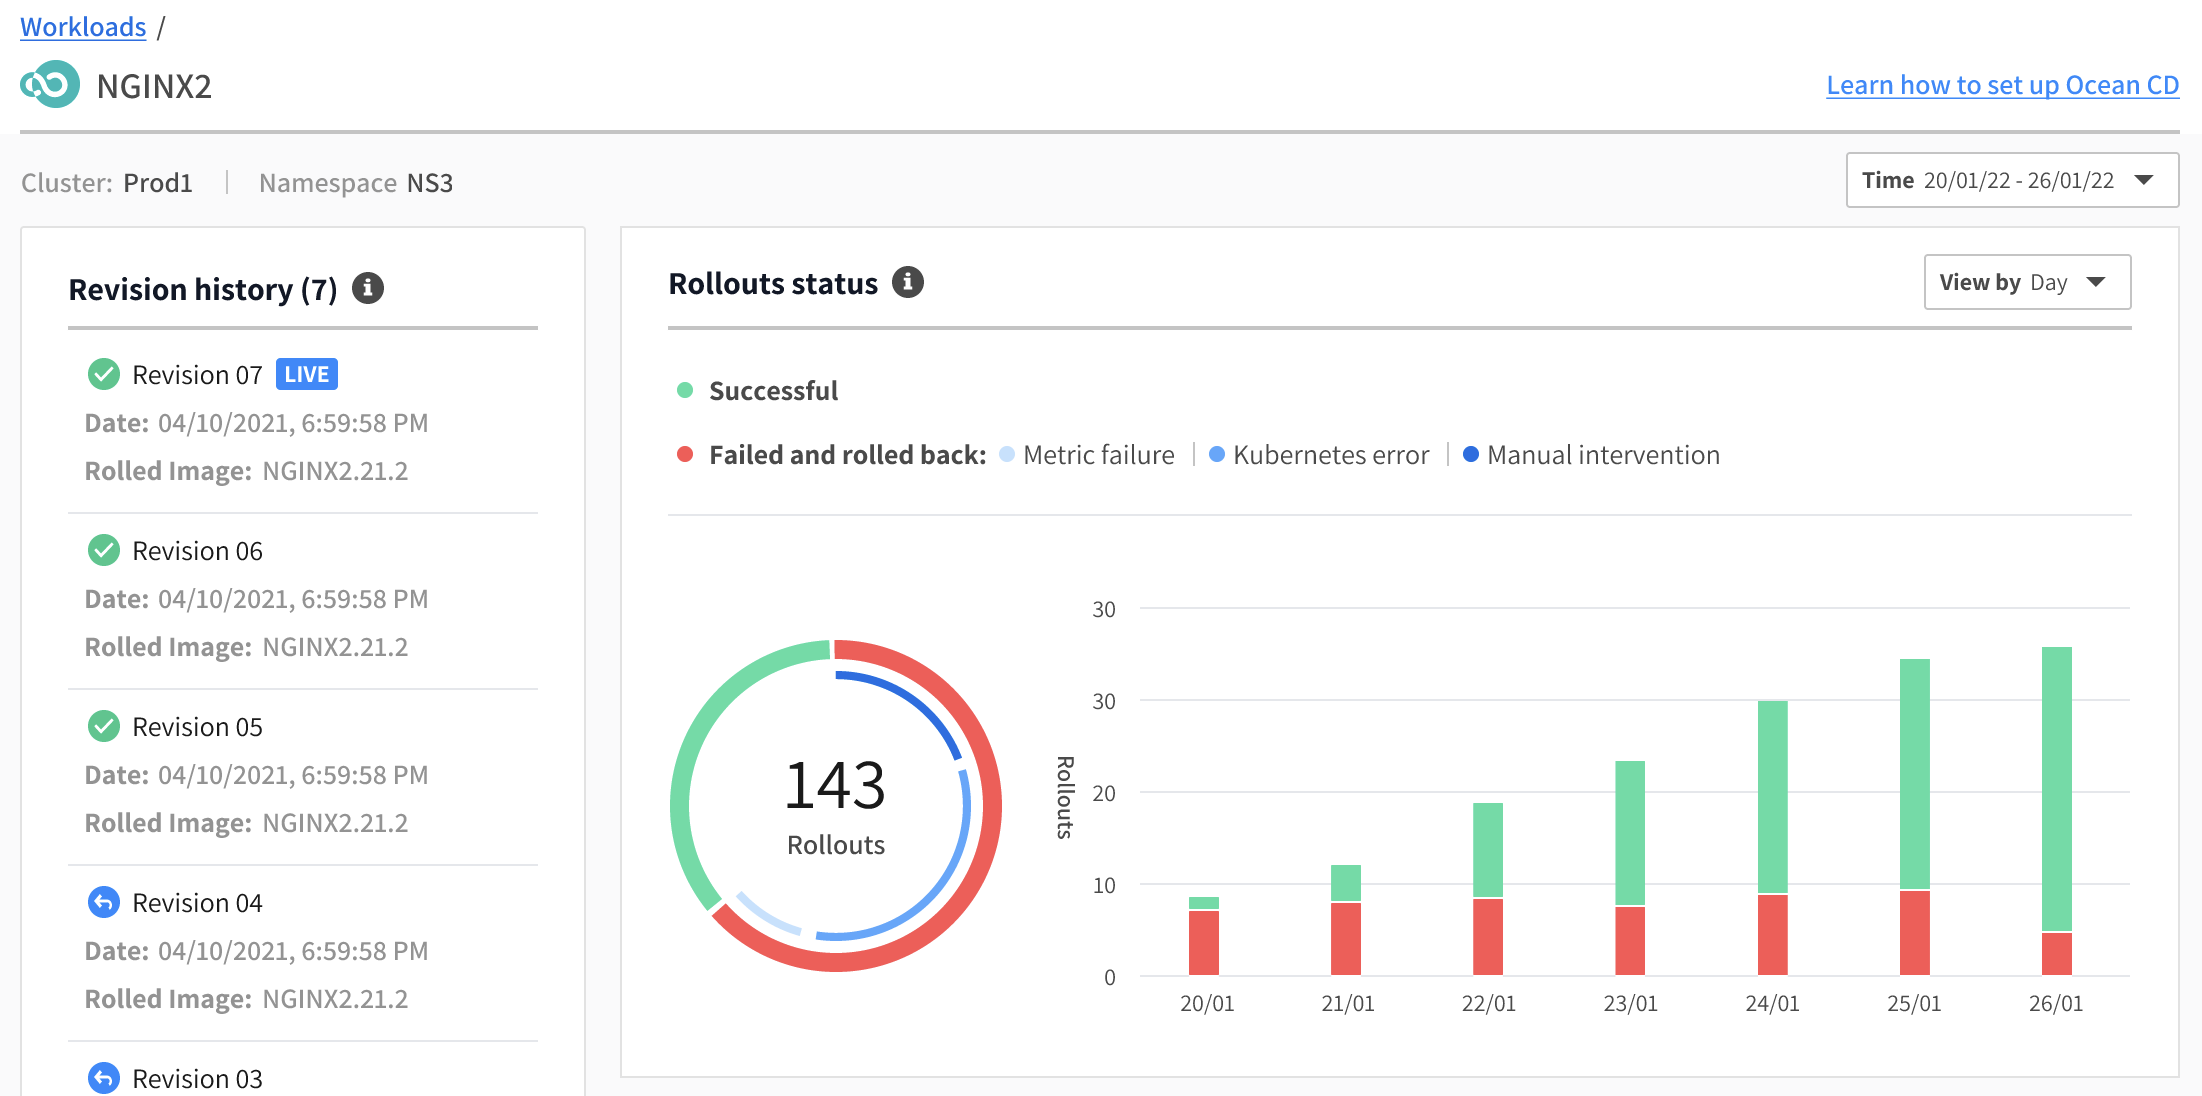 Workloads /
NGINX2
Learn how to set up Ocean CD
Cluster: Prod1 | Namespace NS3
Time 20/01/22 - 26/01/22
Revision history (7)
Revision 07 LIVE
Date: 04/10/2021, 6:59:58 PM
Rolled Image: NGINX2.21.2
Revision 06
Date: 04/10/2021, 6:59:58 PM
Rolled Image: NGINX2.21.2
Revision 05
Date: 04/10/2021, 6:59:58 PM
Rolled Image: NGINX2.21.2
Revision 04
Date: 04/10/2021, 6:59:58 PM
Rolled Image: NGINX2.21.2
Revision 03
Rollouts status
View by Day
Successful
Failed and rolled back: Metric failure | Kubernetes error | Manual intervention
143
Rollouts
Rollouts
30
30
20
10
0
20/01 21/01 22/01 23/01 24/01 25/01 26/01